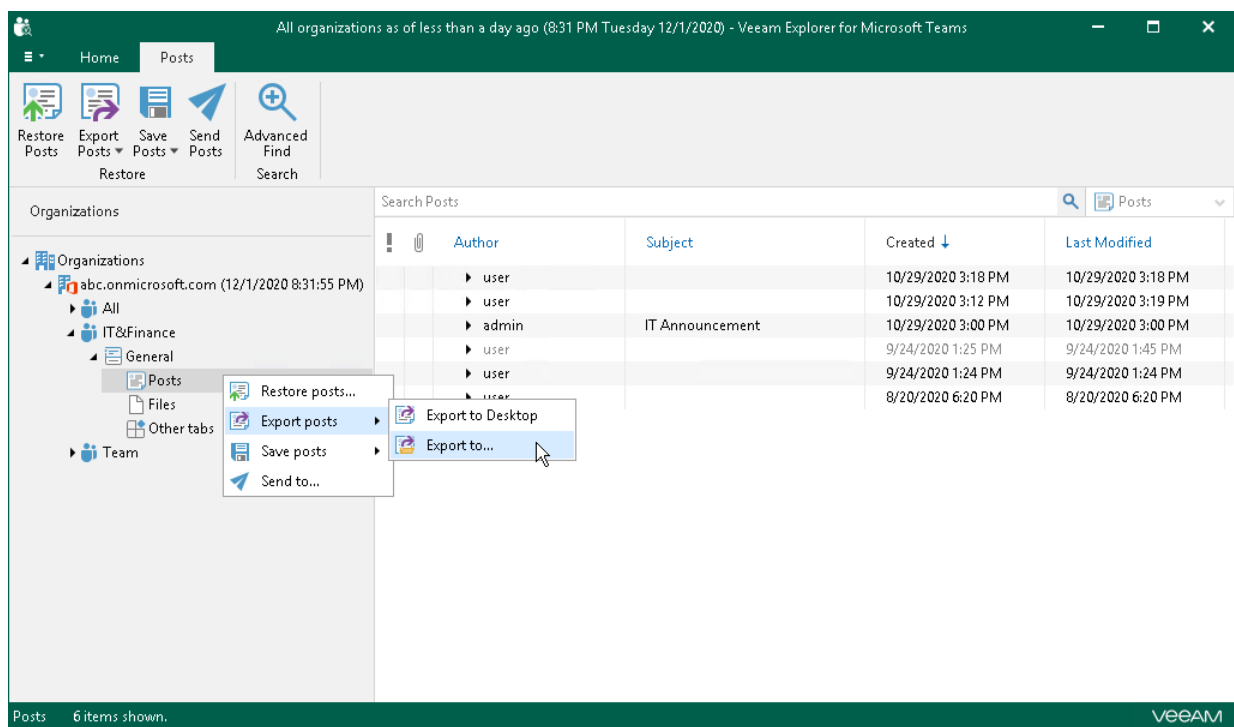 All organizations as of less than a day ago (8:31 PM Tuesday 12/1/2020) - Veeam Explorer for Microsoft Teams
Home Posts
Restore Posts
Export Posts
Save Posts
Send Posts
Advanced Find
Restore Search
Organizations
Search Posts Posts
Author Subject Created Last Modified
Organizations
abc.onmicrosoft.com (12/1/2020 8:31:55 PM)
All
IT&Finance
General
Posts
Files
Other tabs
Team
user 10/29/2020 3:18 PM 10/29/2020 3:18 PM
user 10/29/2020 3:12 PM 10/29/2020 3:19 PM
admin IT Announcement 10/29/2020 3:00 PM 10/29/2020 3:00 PM
user 9/24/2020 1:25 PM 9/24/2020 1:45 PM
user 9/24/2020 1:24 PM 9/24/2020 1:24 PM
user 8/20/2020 6:20 PM 8/20/2020 6:20 PM
Restore posts...
Export posts
Save posts
Send to...
Export to Desktop
Export to...
Posts 6 items shown. VEEAM